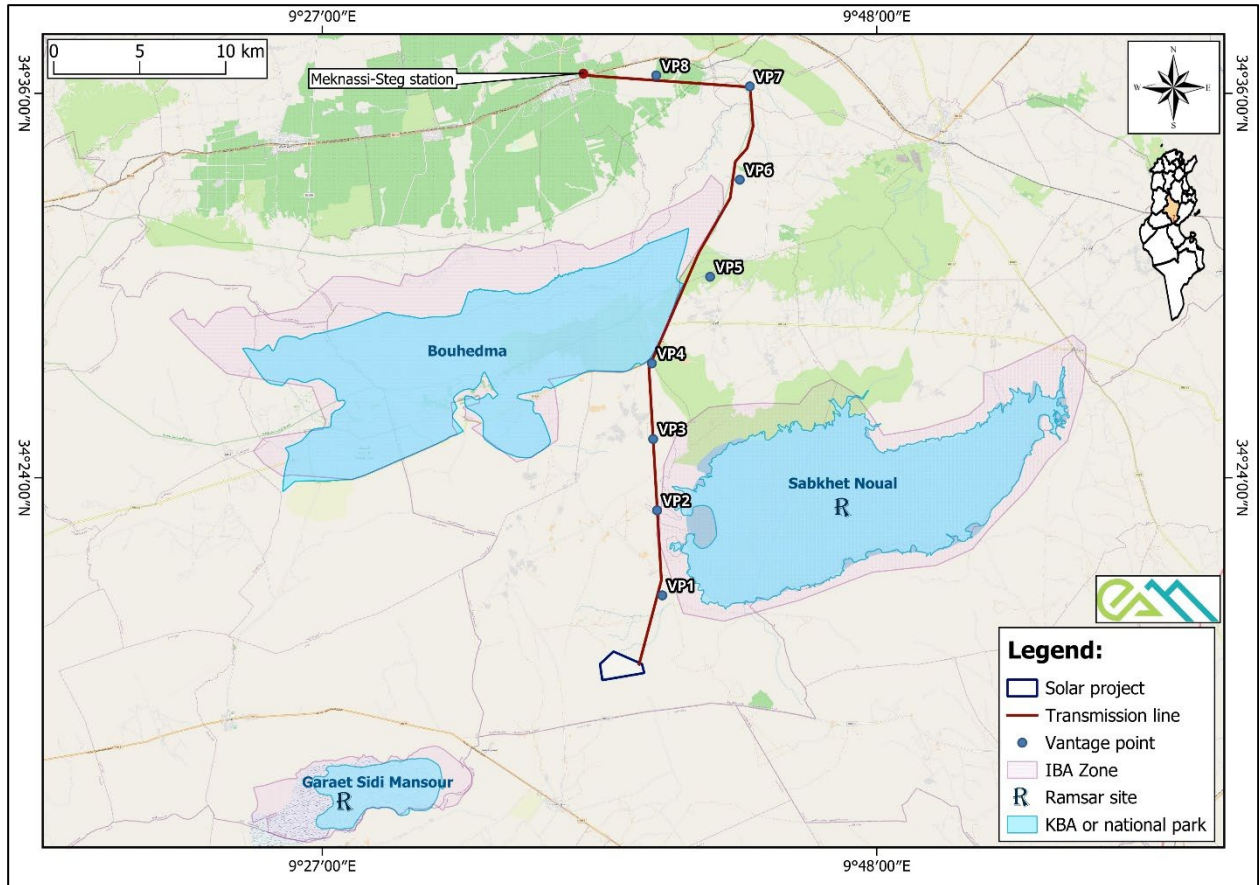 9°27'00"E
9°48'00"E
0 5 10 km
N
W E
S
Meknassi-Steg station
VP8
VP7
34°36'00"N
34°36'00"N
VP6
VP5
Bouhedma
VP4
VP3
34°24'00"N
34°24'00"N
Sabkhet Noual
R
VP2
VP1
Legend:
Solar project
Transmission line
Vantage point
IBA Zone
R Ramsar site
KBA or national park
Garaet Sidi Mansour
R
9°27'00"E
9°48'00"E